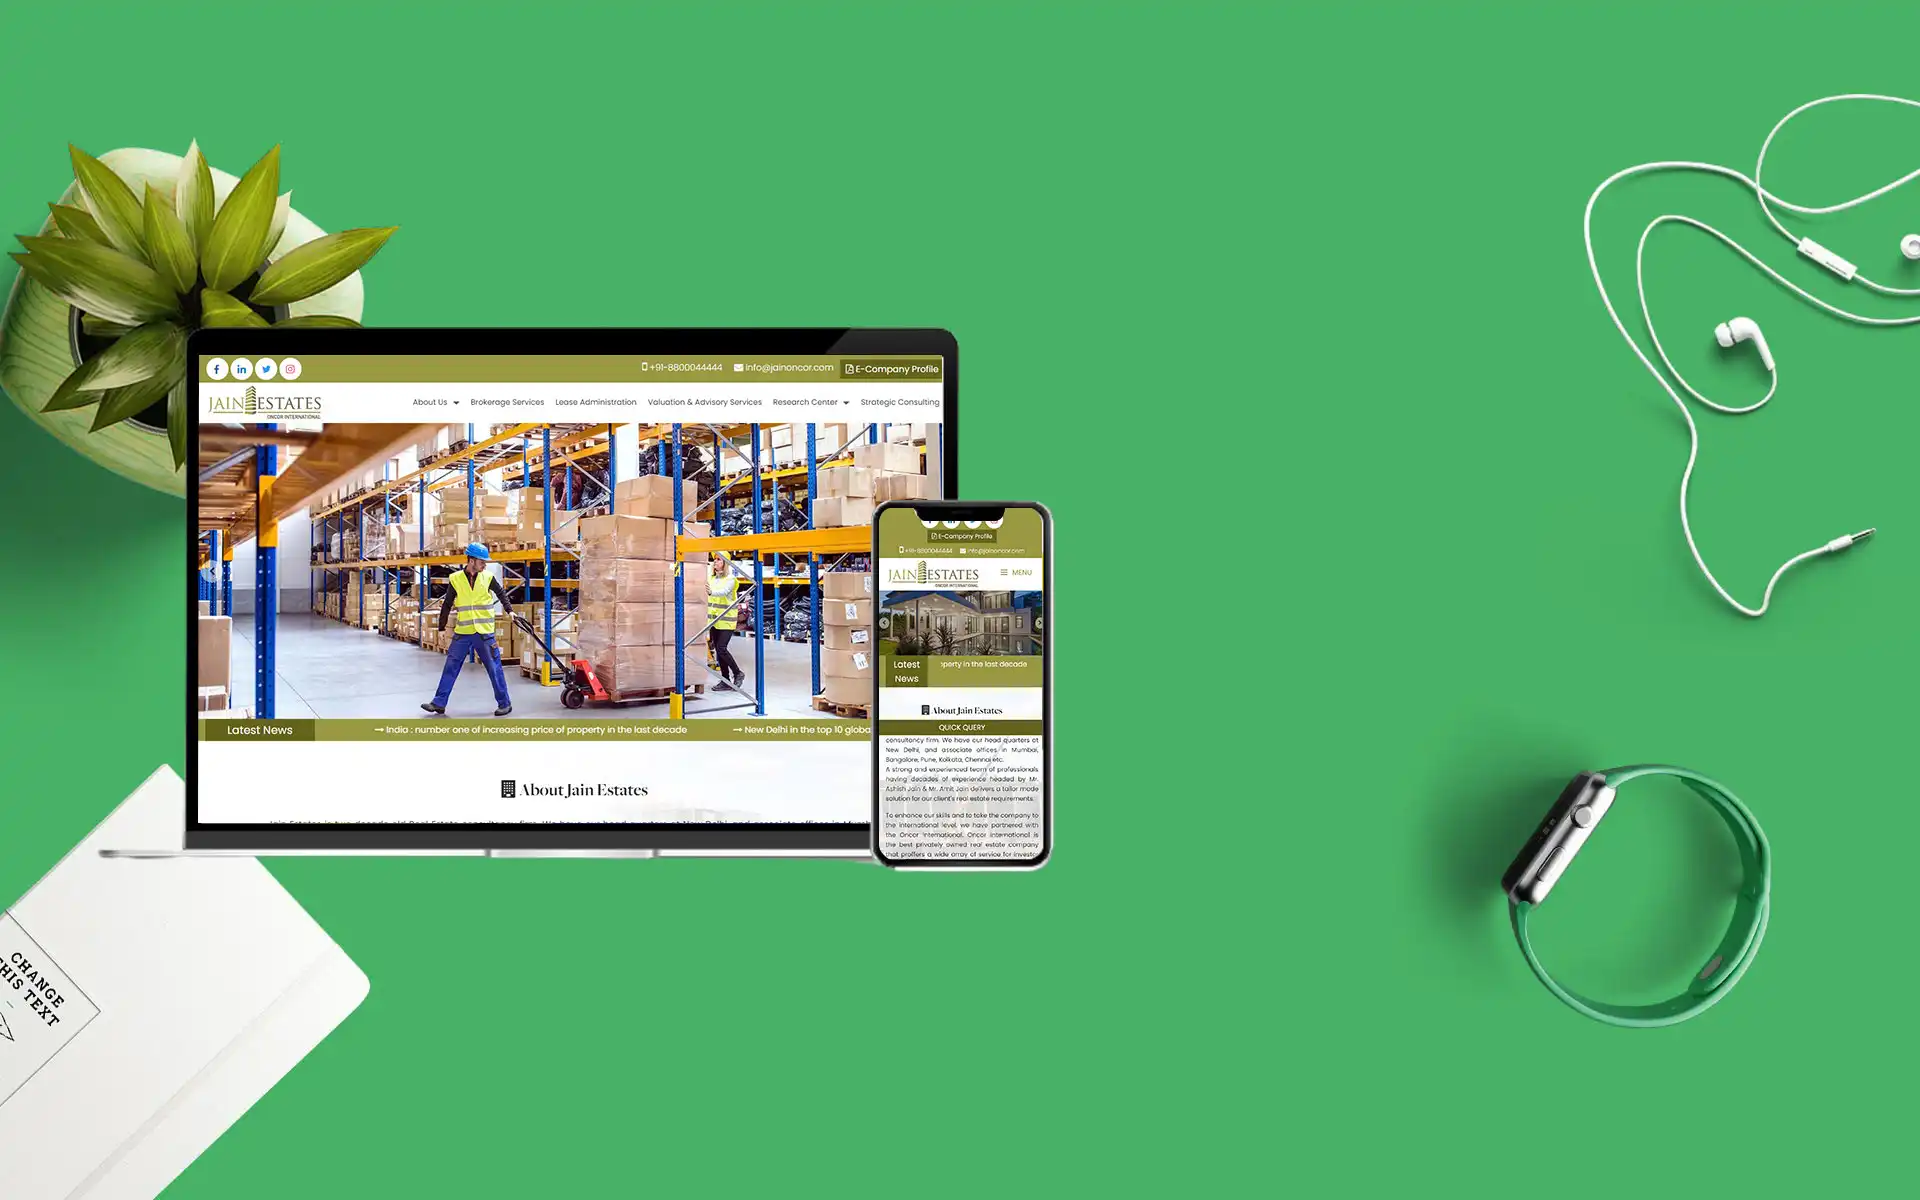 +91-8800044444 info@jainoncor.com E-Company Profile
JAIN ESTATES
ONCOR INTERNATIONAL
About Us Brokerage Services Lease Administration Valuation & Advisory Services Research Center Strategic Consulting
Latest News → India : number one of increasing price of property in the last decade → New Delhi in the top 10 globa
About Jain Estates
E-Company Profile
+91-8800044444 info@jainoncor.com
JAIN ESTATES
ONCOR INTERNATIONAL
MENU
Latest
News
perty in the last decade
About Jain Estates
QUICK QUERY
consultancy firm. We have our head quarters at
New Delhi, and associate offices in Mumbai,
Bangalore, Pune, Kolkata, Chennai etc.
A strong and experienced team of professionals
having decades of experience headed by Mr.
Ashish Jain & Mr. Amit Jain delivers a tailor made
solution for our client's real estate requirements.
To enhance our skills and to take the company to
the International level, we have partnered with
the Oncor International. Oncor International is
the best privately owned real estate company
that proffers a wide array of service for investor
CHANGE
THIS TEXT